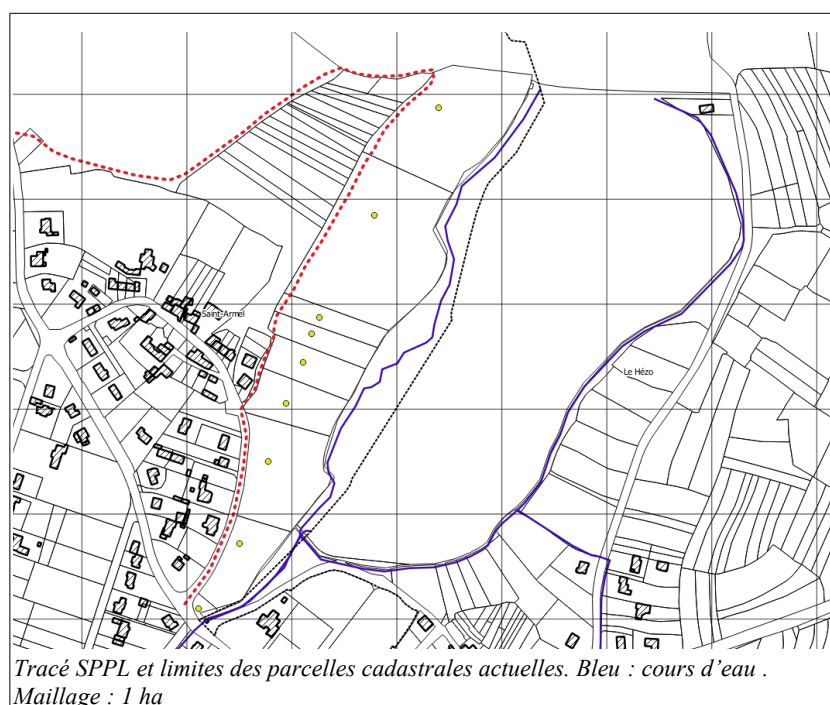 Saint-Armel
Le Hézo
Tracé SPPL et limites des parcelles cadastrales actuelles. Bleu : cours d'eau .
Maillage : 1 ha